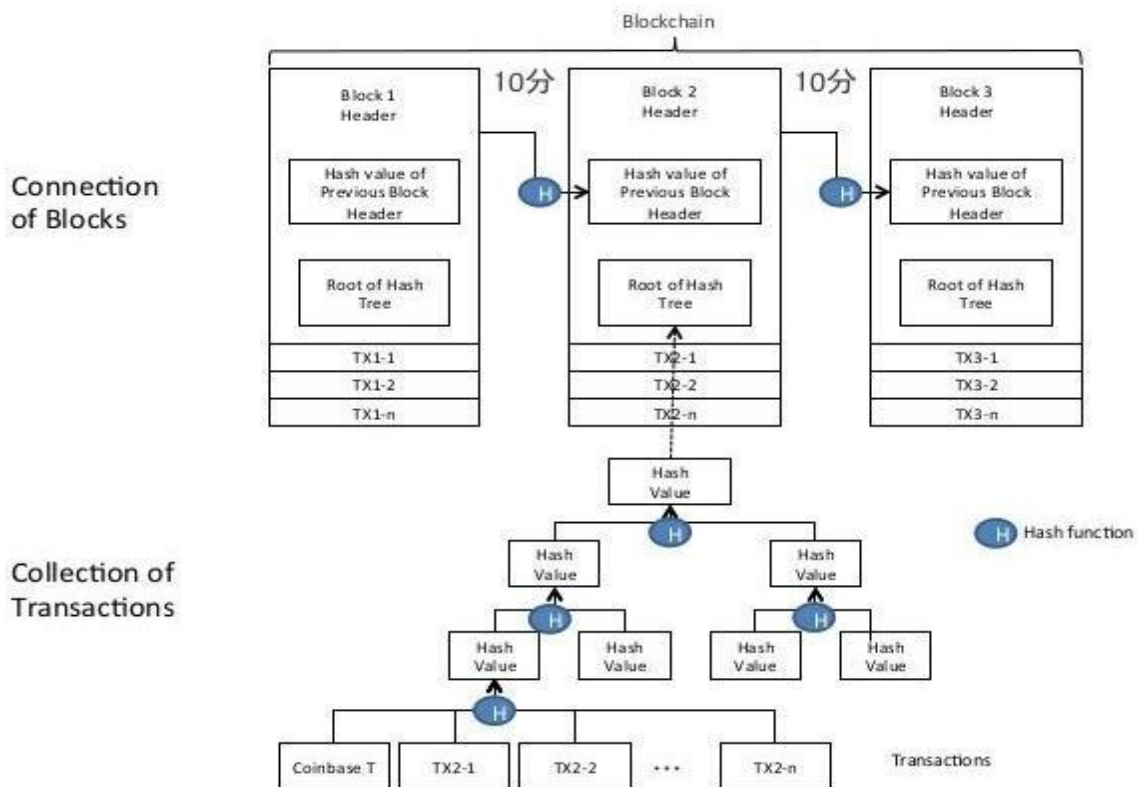 Blockchain
10分
10分
Block 1
Header
Block 2
Header
Block 3
Header
Connection
of Blocks
Hash value of
Previous Block
Header
H
Hash value of
Previous Block
Header
H
Hash value of
Previous Block
Header
Root of Hash
Tree
Root of Hash
Tree
Root of Hash
Tree
TX1-1
TX2-1
TX3-1
TX1-2
TX2-2
TX3-2
TX1-n
TX2-n
TX3-n
Hash
Value
H
H Hash function
Collection of
Transactions
Hash
Value
Hash
Value
H
H
Hash
Value
Hash
Value
Hash
Value
Hash
Value
H
Coinbase T
TX2-1
TX2-2
...
TX2-n
Transactions